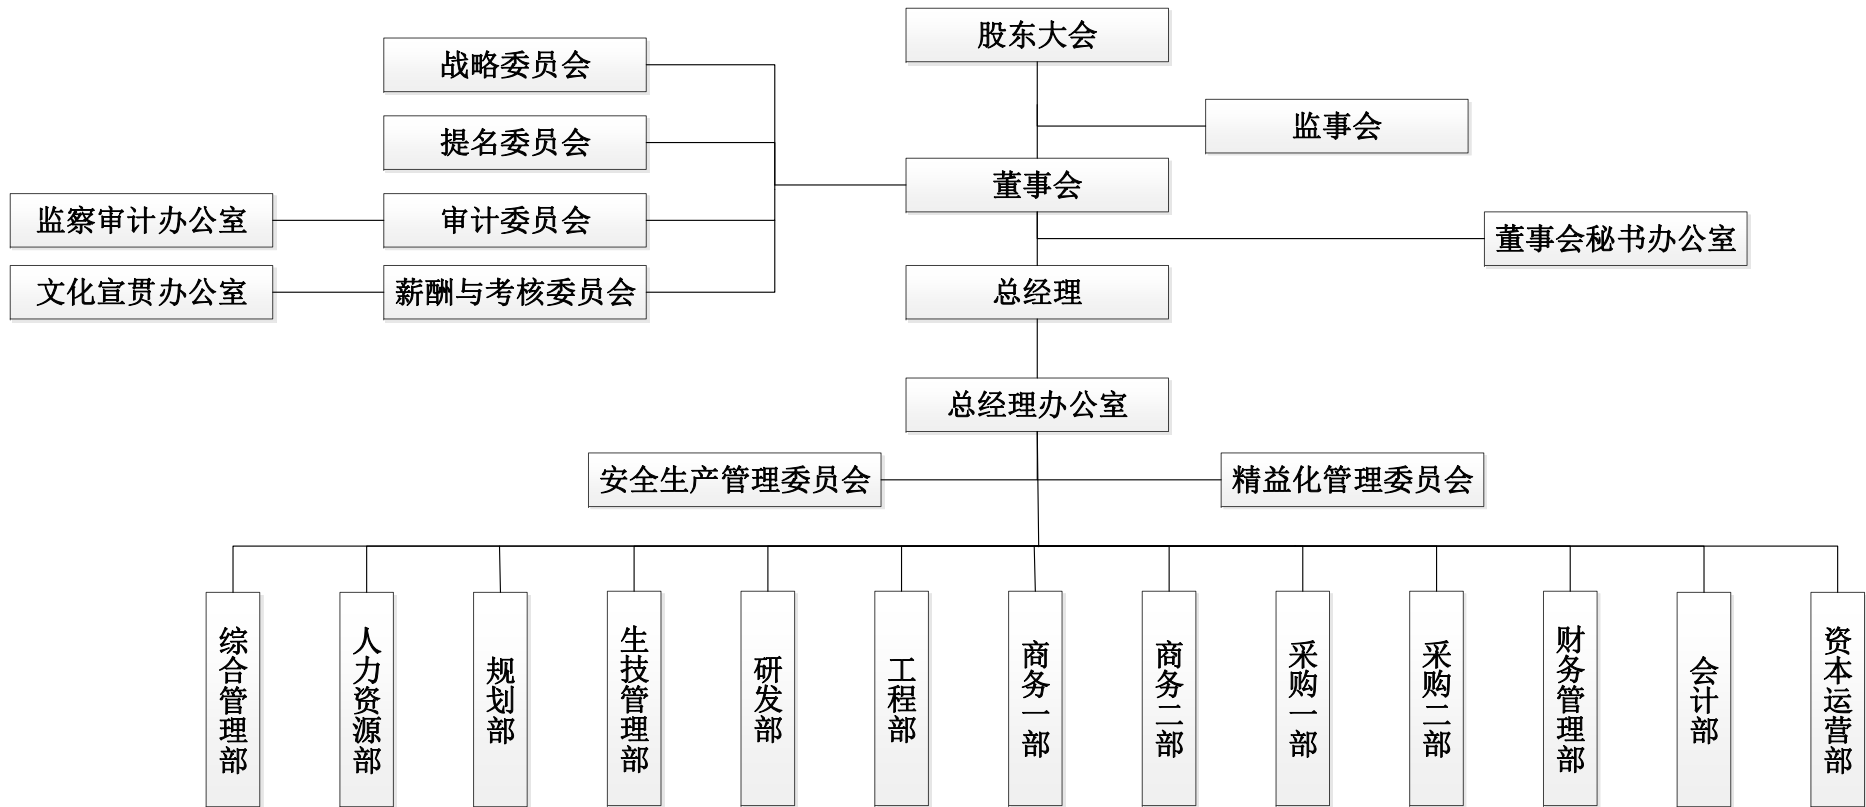 股东大会
战略委员会
监事会
提名委员会
董事会
监察审计办公室
审计委员会
董事会秘书办公室
文化宣贯办公室
薪酬与考核委员会
总经理
总经理办公室
安全生产管理委员会
精益化管理委员会
综合管理部
人力资源部
规划部
生技管理部
研发部
工程部
商务一部
商务二部
采购一部
采购二部
财务管理部
会计部
资本运营部